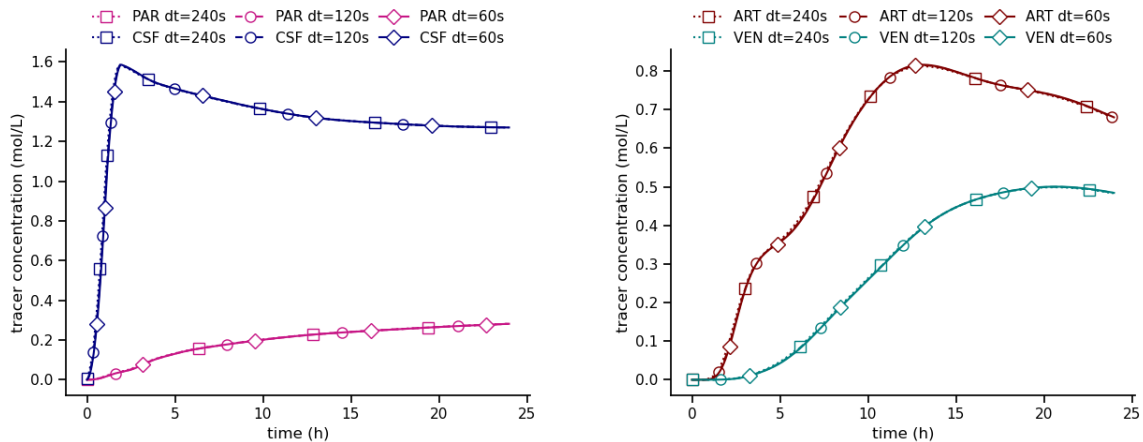 PAR dt=240s PAR dt=120s PAR dt=60s
CSF dt=240s CSF dt=120s CSF dt=60s
tracer concentration (mol/L)
1.6
1.4
1.2
1.0
0.8
0.6
0.4
0.2
0.0
0 5 10 15 20 25
time (h)
ART dt=240s ART dt=120s ART dt=60s
VEN dt=240s VEN dt=120s VEN dt=60s
tracer concentration (mol/L)
0.8
0.7
0.6
0.5
0.4
0.3
0.2
0.1
0.0
0 5 10 15 20 25
time (h)